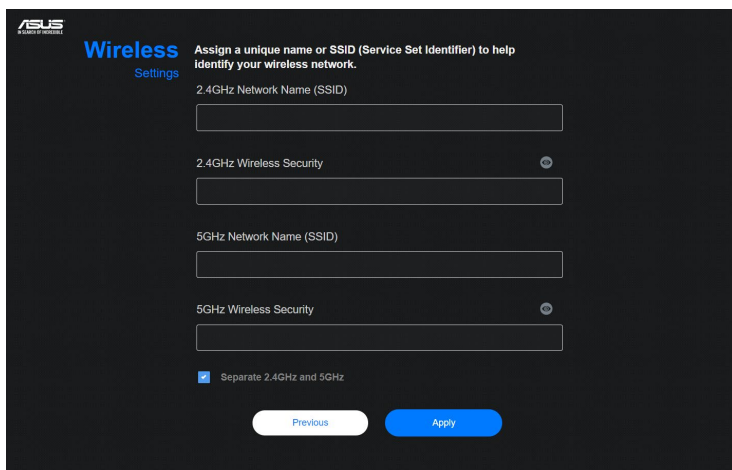 ASUS
IN SEARCH OF INCREDIBLE
Wireless
Settings
Assign a unique name or SSID (Service Set Identifier) to help
identify your wireless network.
2.4GHz Network Name (SSID)
2.4GHz Wireless Security
5GHz Network Name (SSID)
5GHz Wireless Security
Separate 2.4GHz and 5GHz
Previous
Apply